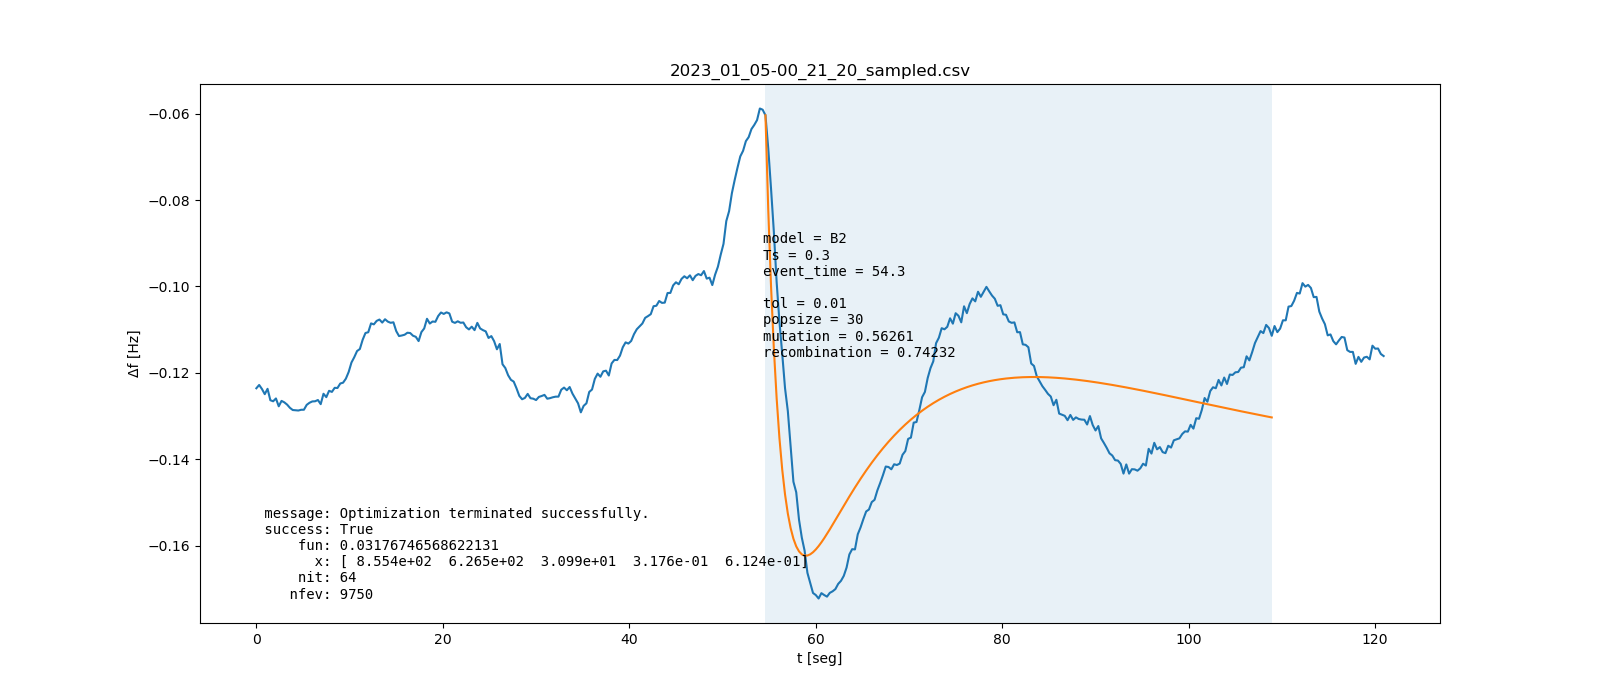 2023_01_05-00_21_20_sampled.csv
−0.06
−0.08
−0.10
−0.12
−0.14
−0.16
Δf [Hz]
model = B2
Ts = 0.3
event_time = 54.3
tol = 0.01
popsize = 30
mutation = 0.56261
recombination = 0.74232
message: Optimization terminated successfully.
success: True
fun: 0.03176746568622131
x: [ 8.554e+02  6.265e+02  3.099e+01  3.176e-01  6.124e-01]
nit: 64
nfev: 9750
0 20 40 60 80 100 120
t [seg]